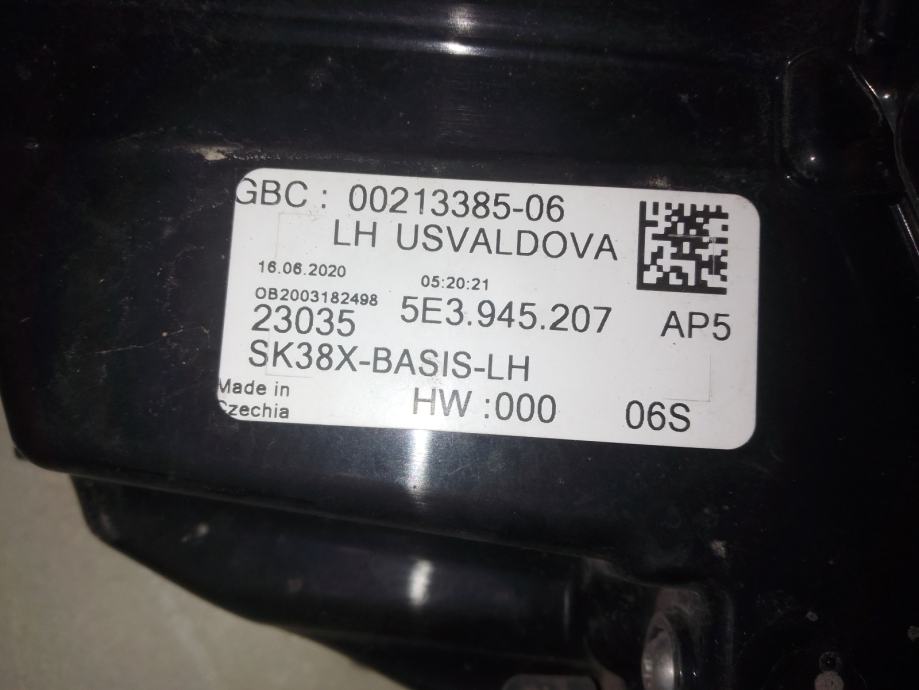 GBC : 00213385-06
LH USVALDOVA
16.06.2020 05:20:21
OB2003182498
23035 5E3.945.207 AP5
SK38X-BASIS-LH
Made in
Czechia
HW :000 06S